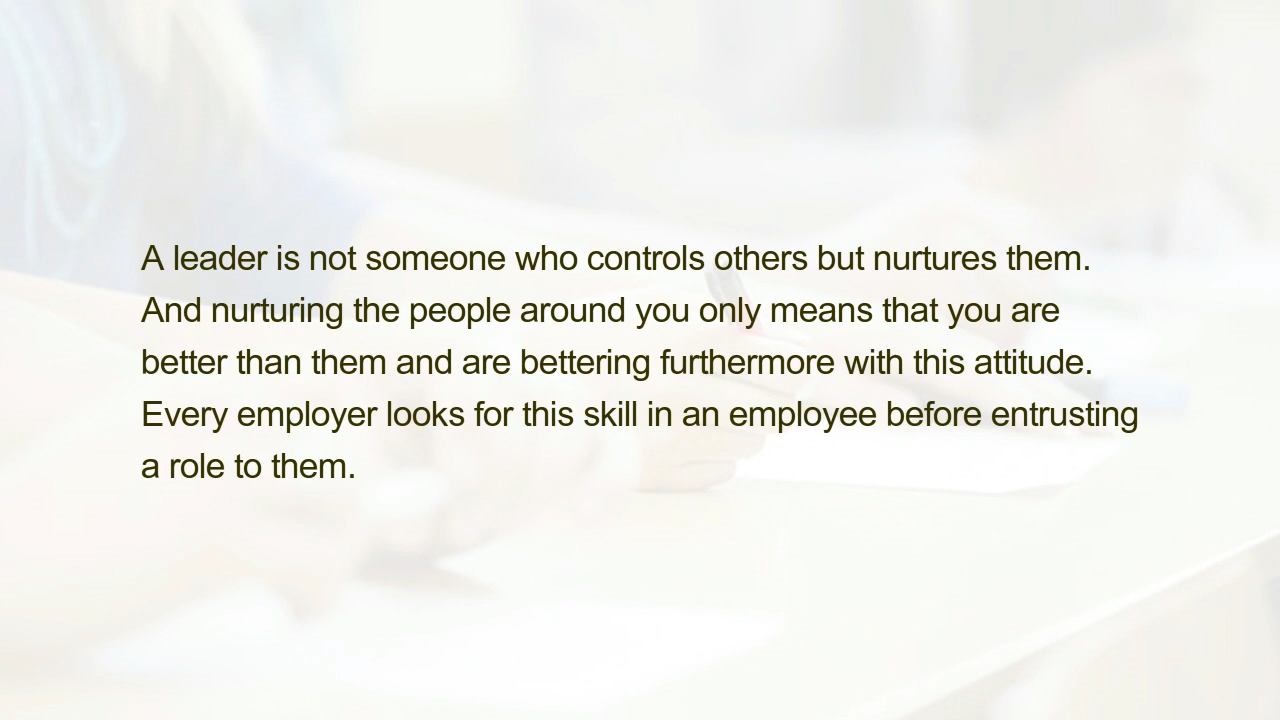 A leader is not someone who controls others but nurtures them.
And nurturing the people around you only means that you are
better than them and are bettering furthermore with this attitude.
Every employer looks for this skill in an employee before entrusting
a role to them.